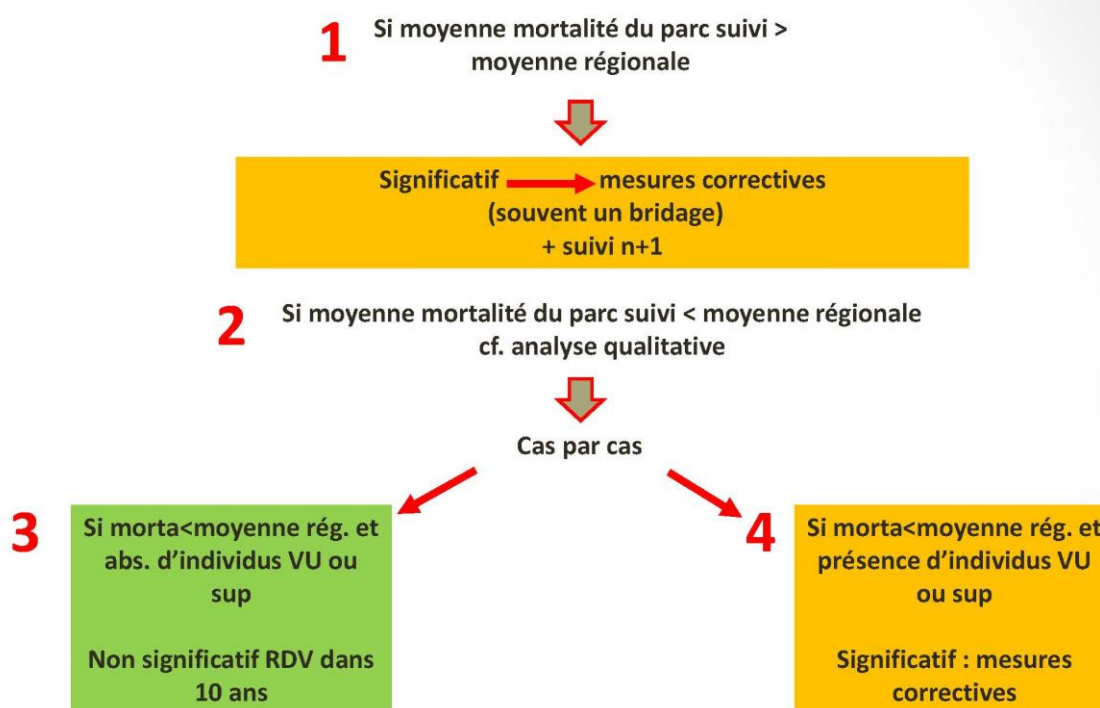 1
Si moyenne mortalité du parc suivi >
moyenne régionale
Significatif mesures correctives
(souvent un bridage)
+ suivi n+1
2
Si moyenne mortalité du parc suivi < moyenne régionale
cf. analyse qualitative
Cas par cas
3
Si morta<moyenne rég. et
abs. d’individus VU ou
sup
Non significatif RDV dans
10 ans
4
Si morta<moyenne rég. et
présence d’individus VU
ou sup
Significatif : mesures
correctives